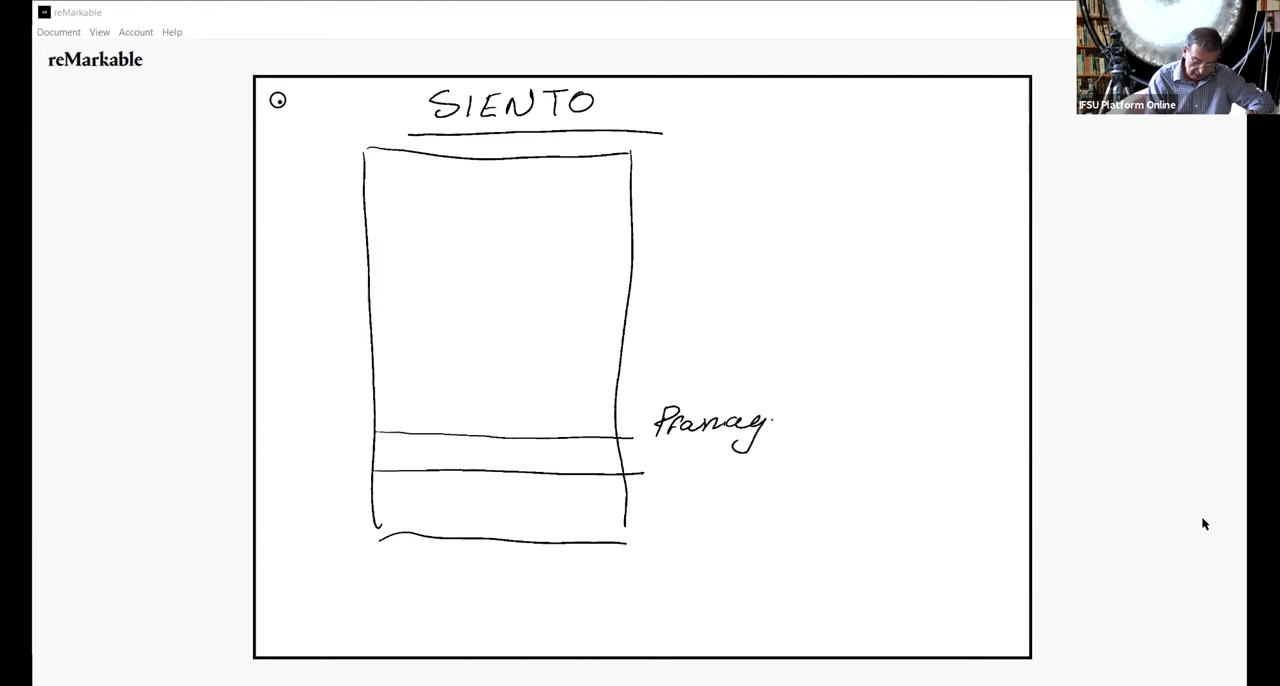 reMarkable
Document View Account Help
reMarkable
IFSU Platform Online
SIENTO
Pranay.